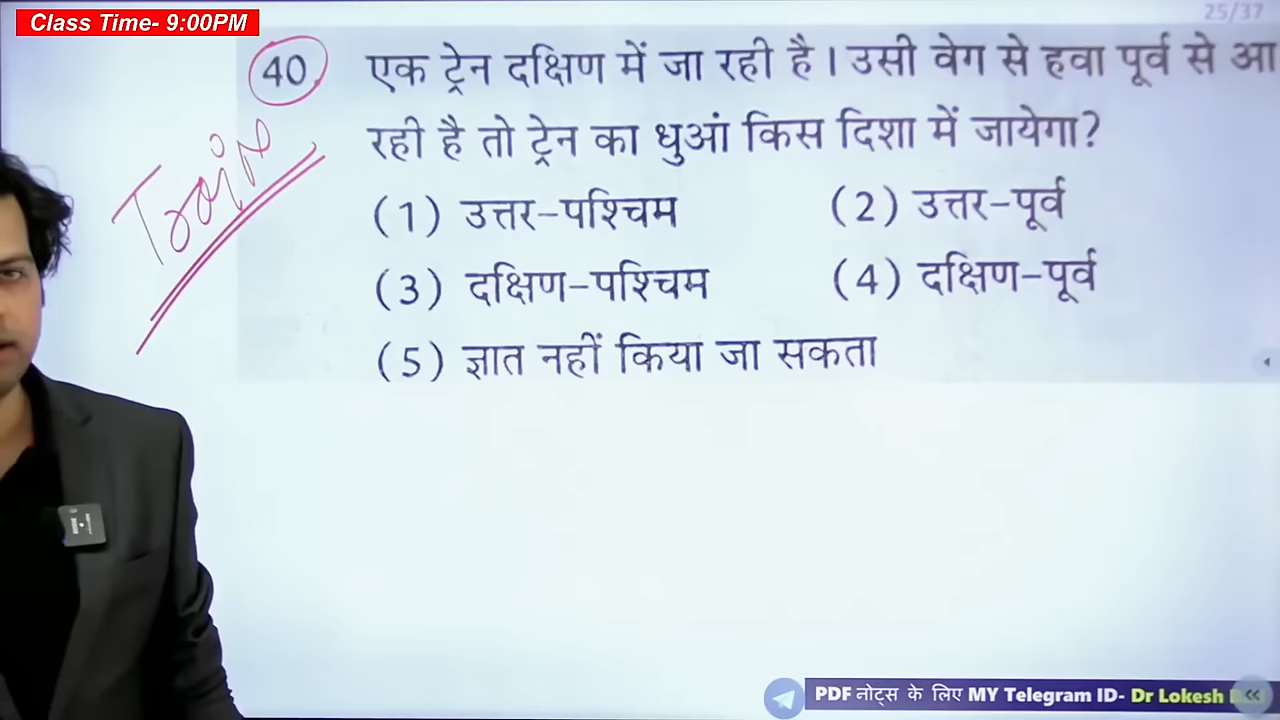 Class Time- 9:00PM
25/37
40 एक ट्रेन दक्षिण में जा रही है। उसी वेग से हवा पूर्व से आ
रही है तो ट्रेन का धुआं किस दिशा में जायेगा?
Train
(1) उत्तर-पश्चिम (2) उत्तर-पूर्व
(3) दक्षिण-पश्चिम (4) दक्षिण-पूर्व
(5) ज्ञात नहीं किया जा सकता
PDF नोट्स के लिए MY Telegram ID- Dr Lokesh